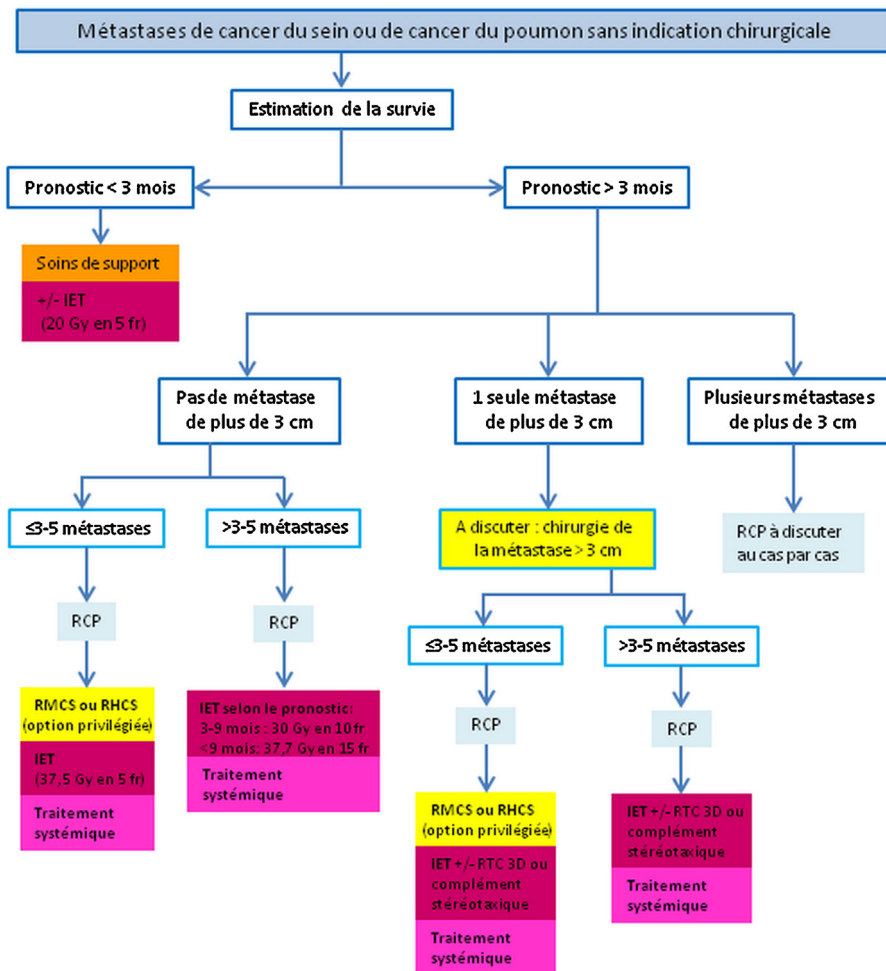 Métastases de cancer du sein ou de cancer du poumon sans indication chirurgicale
Estimation de la survie
Pronostic < 3 mois
Pronostic > 3 mois
Soins de support
+/- IET
(20 Gy en 5 fr)
Pas de métastase
de plus de 3 cm
1 seule métastase
de plus de 3 cm
Plusieurs métastases
de plus de 3 cm
≤3-5 métastases
>3-5 métastases
A discuter : chirurgie de
la métastase > 3 cm
RCP à discuter
au cas par cas
RCP
RCP
≤3-5 métastases
>3-5 métastases
RMCS ou RHCS
(option privilégiée)
IET
(37,5 Gy en 5 fr)
Traitement
systémique
IET selon le pronostic:
3-9 mois : 30 Gy en 10 fr
<9 mois: 37,7 Gy en 15 fr
Traitement
systémique
RCP
RCP
RMCS ou RHCS
(option privilégiée)
IET +/- RTC 3D ou
complément
stéréotaxique
Traitement
systémique
IET +/- RTC 3D ou
complément
stéréotaxique
Traitement
systémique